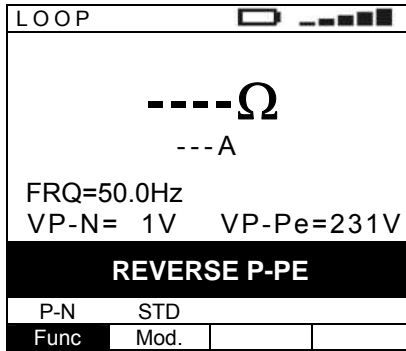 LOOP
----Ω
---A
FRQ=50.0Hz
VP-N= 1V VP-Pe=231V
REVERSE P-PE
P-N STD
Func Mod.